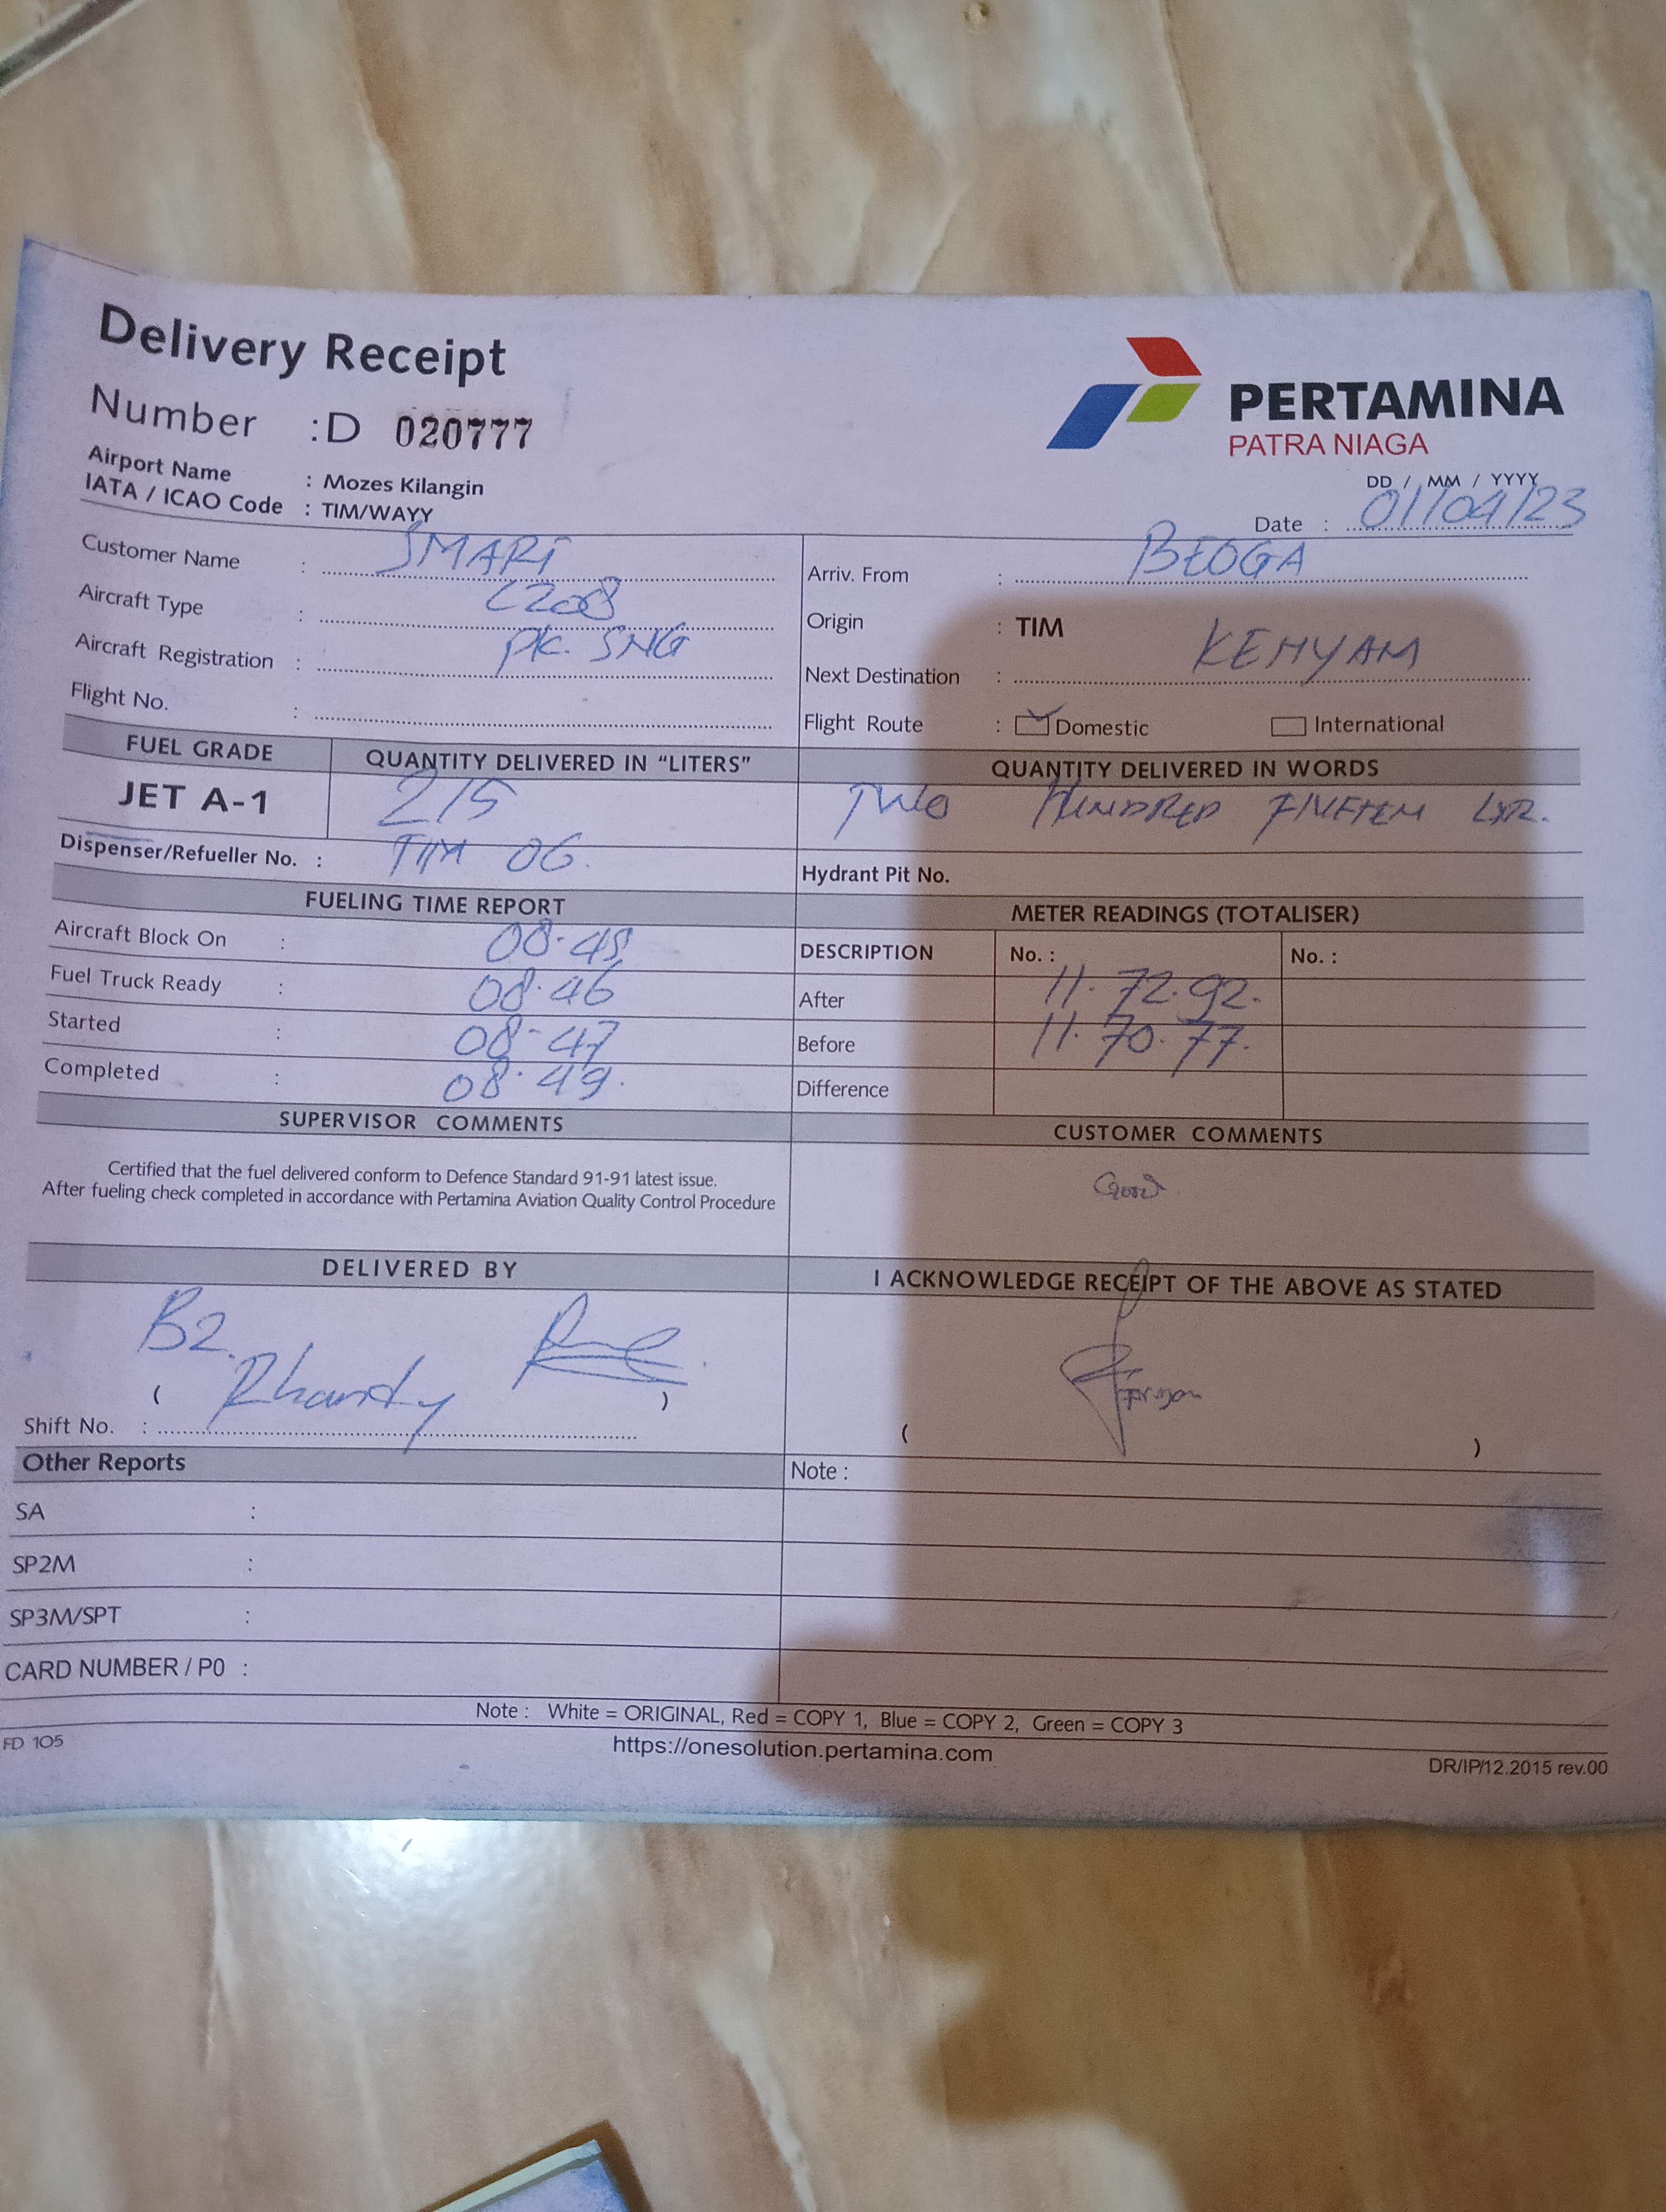 Delivery Receipt
Number : D 020777
PERTAMINA
PATRA NIAGA
Airport Name : Mozes Kilangin
IATA / ICAO Code : TIM/WAYY
DD / MM / YYYY
Date : 01/04/23
Customer Name : SMART
Aircraft Type : C208
Aircraft Registration : PK. SNG
Flight No. :
Arriv. From : BEOGA
Origin : TIM
Next Destination : KENYAM
Flight Route : Domestic International
FUEL GRADE QUANTITY DELIVERED IN "LITERS" QUANTITY DELIVERED IN WORDS
JET A-1 215 TWO HUNDRED FIVETEM LTR.
Dispenser/Refueller No. : TIM 06. Hydrant Pit No.
FUELING TIME REPORT
Aircraft Block On : 08.45
Fuel Truck Ready : 08.46
Started : 08-47
Completed : 08.49.
METER READINGS (TOTALISER)
DESCRIPTION No. : No. :
After 11.72.92.
Before 11.70.77.
Difference
SUPERVISOR COMMENTS
Certified that the fuel delivered conform to Defence Standard 91-91 latest issue.
After fueling check completed in accordance with Pertamina Aviation Quality Control Procedure
CUSTOMER COMMENTS
Good
DELIVERED BY
B2.
( Rhandy )
Shift No. :
I ACKNOWLEDGE RECEIPT OF THE ABOVE AS STATED
( )
Other Reports
Note :
SA :
SP2M :
SP3M/SPT :
CARD NUMBER / P0 :
Note : White = ORIGINAL, Red = COPY 1, Blue = COPY 2, Green = COPY 3
FD 105
https://onesolution.pertamina.com
DR/IP/12.2015 rev.00